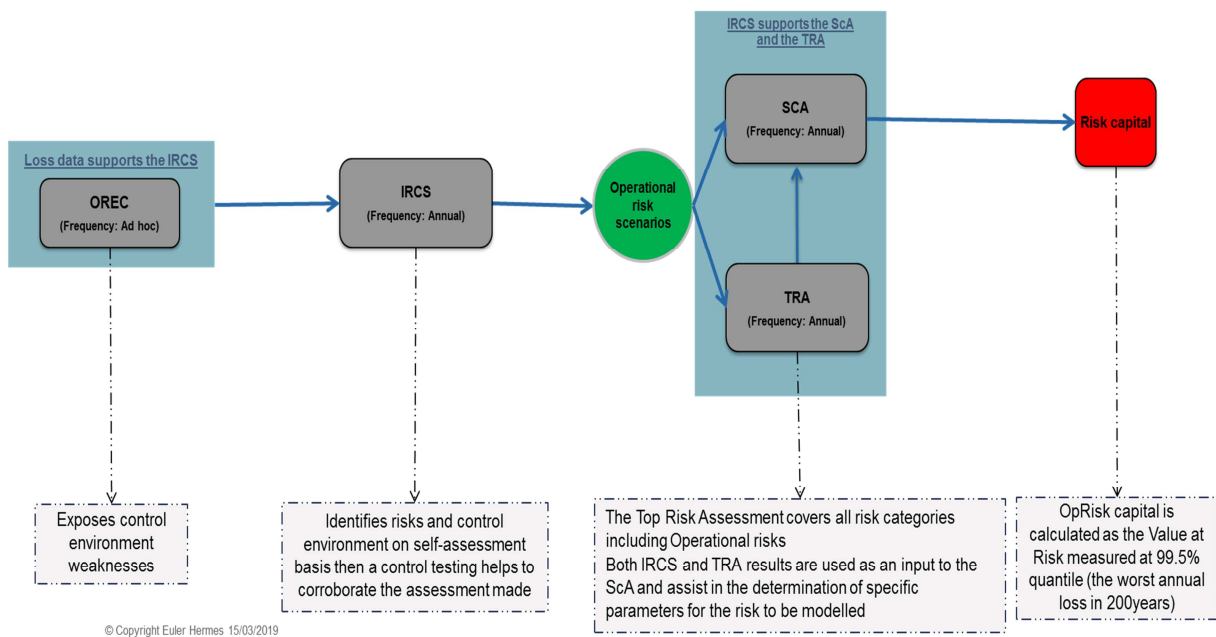 IRCS supports the ScA
and the TRA
SCA
(Frequency: Annual)
Risk capital
Loss data supports the IRCS
OREC
(Frequency: Ad hoc)
IRCS
(Frequency: Annual)
Operational
risk
scenarios
TRA
(Frequency: Annual)
Exposes control
environment
weaknesses
Identifies risks and control
environment on self-assessment
basis then a control testing helps to
corroborate the assessment made
The Top Risk Assessment covers all risk categories
including Operational risks
Both IRCS and TRA results are used as an input to the
ScA and assist in the determination of specific
parameters for the risk to be modelled
OpRisk capital is
calculated as the Value at
Risk measured at 99.5%
quantile (the worst annual
loss in 200years)
© Copyright Euler Hermes 15/03/2019